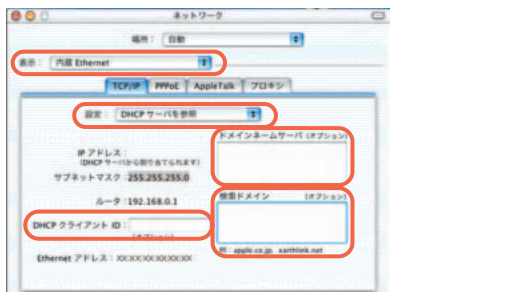 ネットワーク
場所： 自動
表示： 内蔵 Ethernet
TCP/IP PPPoE AppleTalk プロキシ
設定： DHCP サーバを参照
ドメインネームサーバ (オプション)
IP アドレス：
(DHCP サーバから割り当てられます)
サブネットマスク：255.255.255.0
ルータ：192.168.0.1
検索ドメイン (オプション)
DHCP クライアント ID：
(オプション)
例：apple.co.jp, earthlink.net
Ethernet アドレス：XX:XX:XX:XX:XX:XX